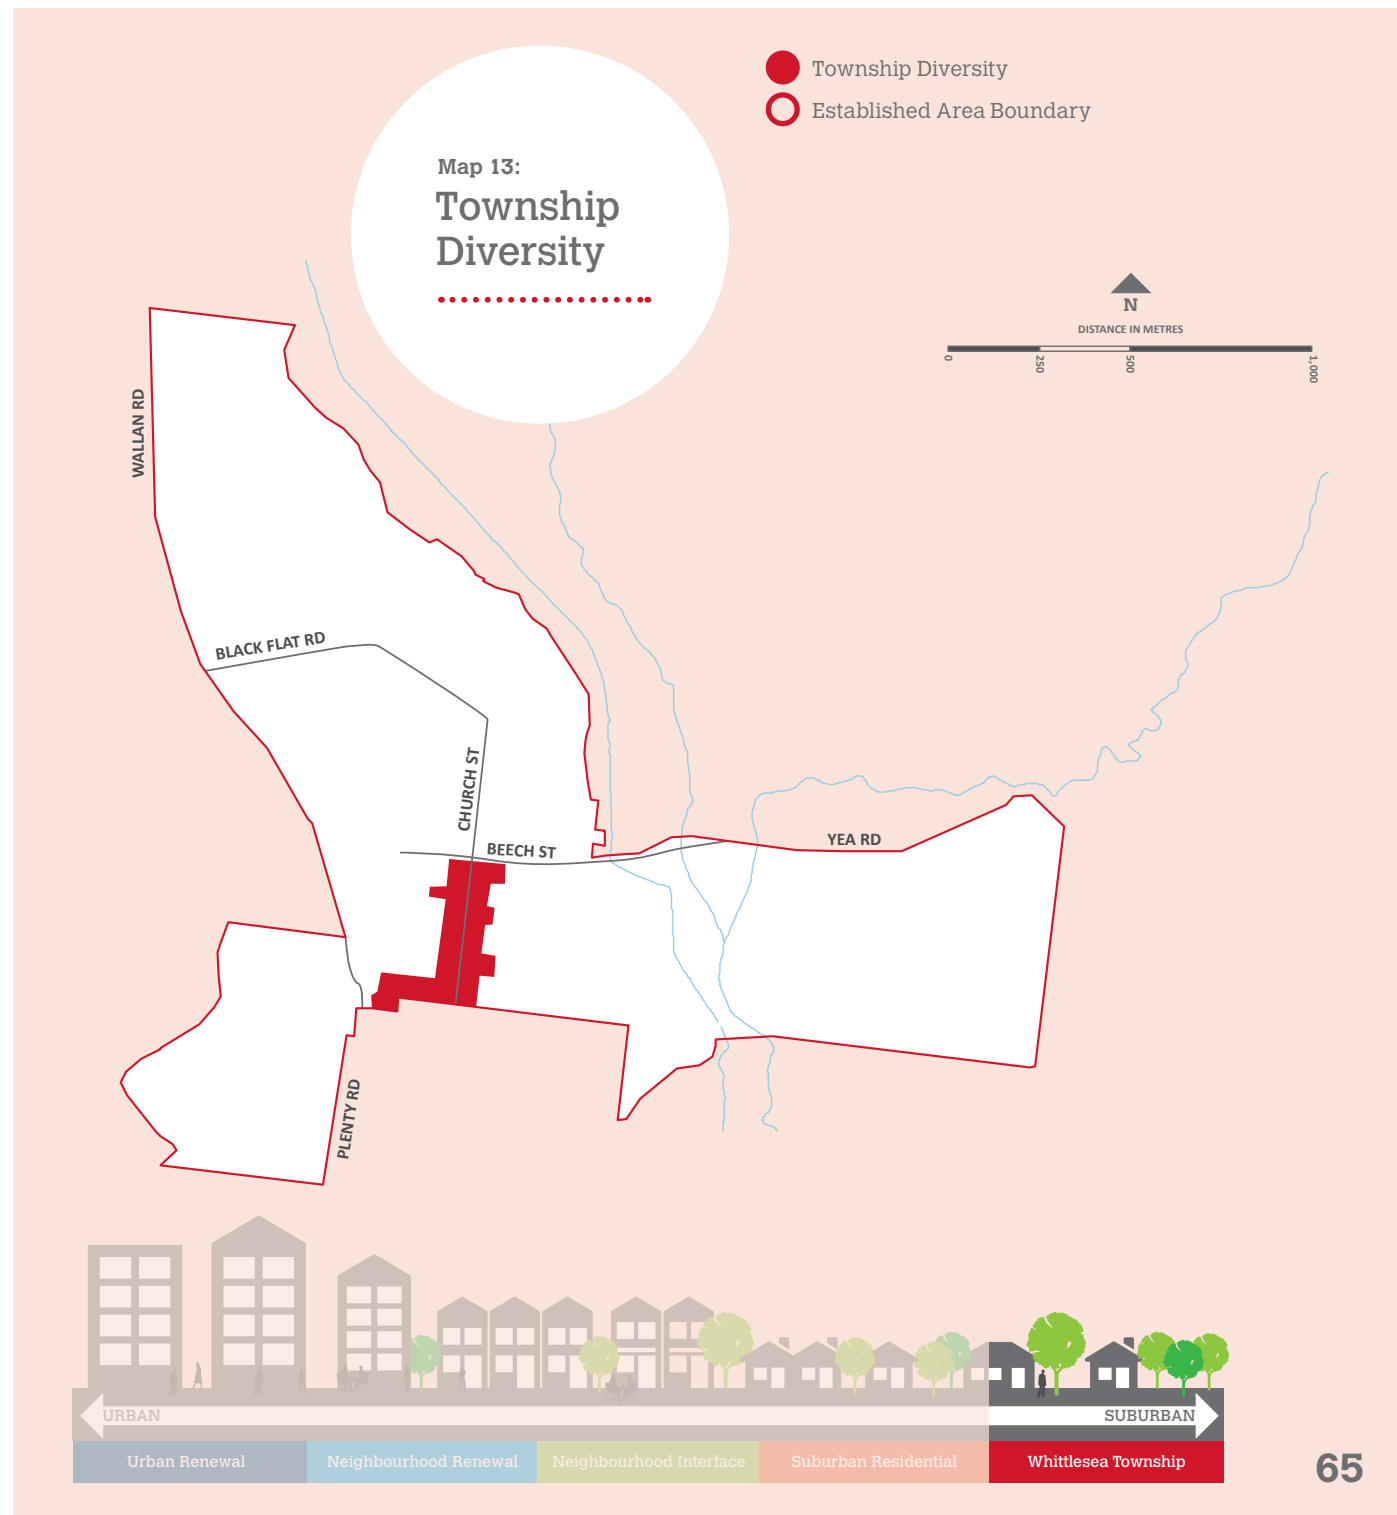 Township Diversity
Established Area Boundary
Map 13:
Township
Diversity
N
DISTANCE IN METRES
0
250
500
1,000
WALLAN RD
BLACK FLAT RD
CHURCH ST
BEECH ST
YEA RD
PLENTY RD
URBAN
SUBURBAN
Urban Renewal
Neighbourhood Renewal
Neighbourhood Interface
Suburban Residential
Whittlesea Township
65